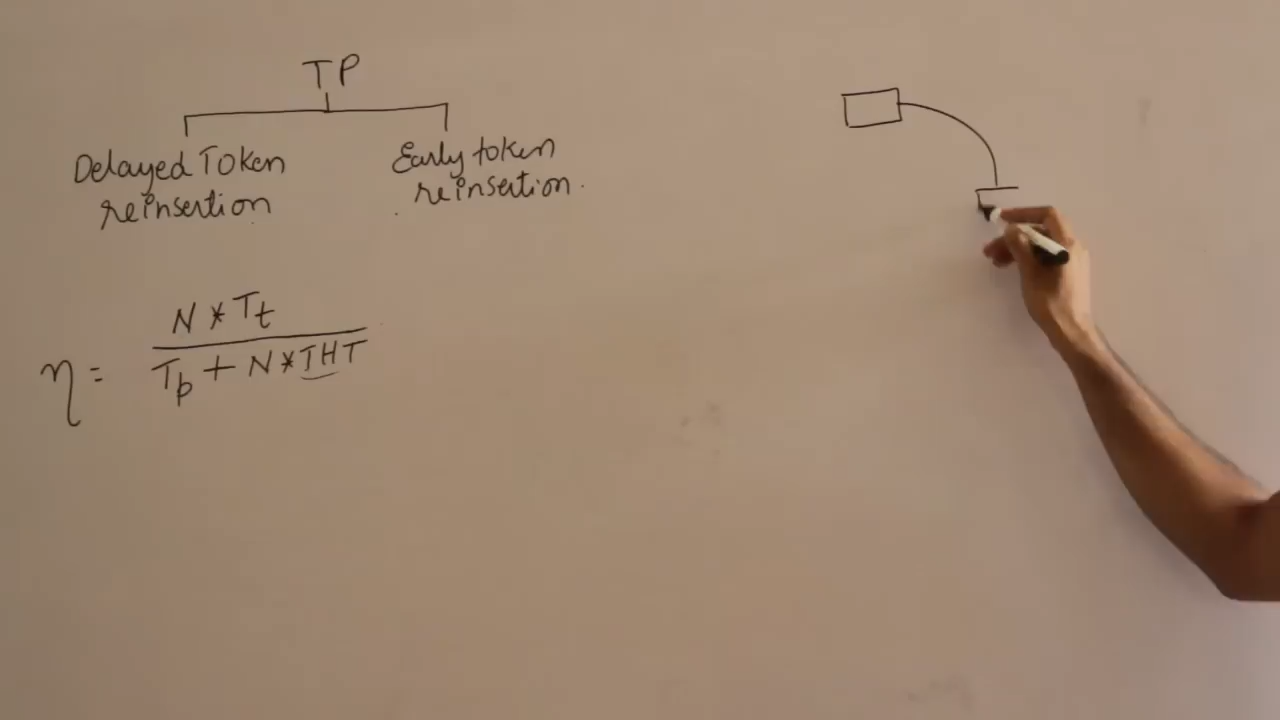 TP
Delayed Token
reinsertion
Early token
reinsertion.
η = N * Tt
Tp + N * THT